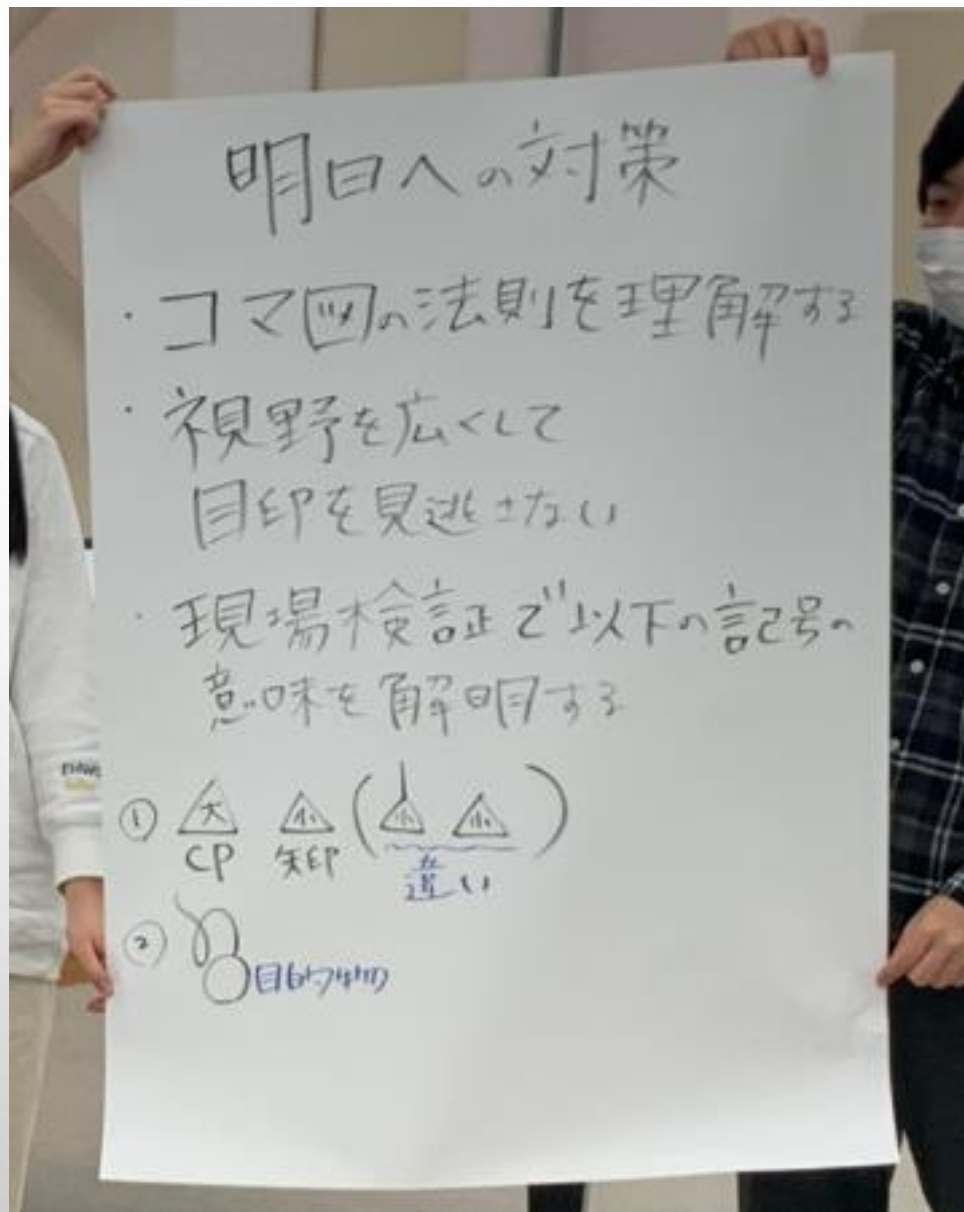 明日への対策
・コマ図の法則を理解する
・視野を広くして
目印を見逃さない
・現場検証で以下の記号の
意味を解明する
① 大 小 ( 小 小 )
CP 矢印 違い
② 目的